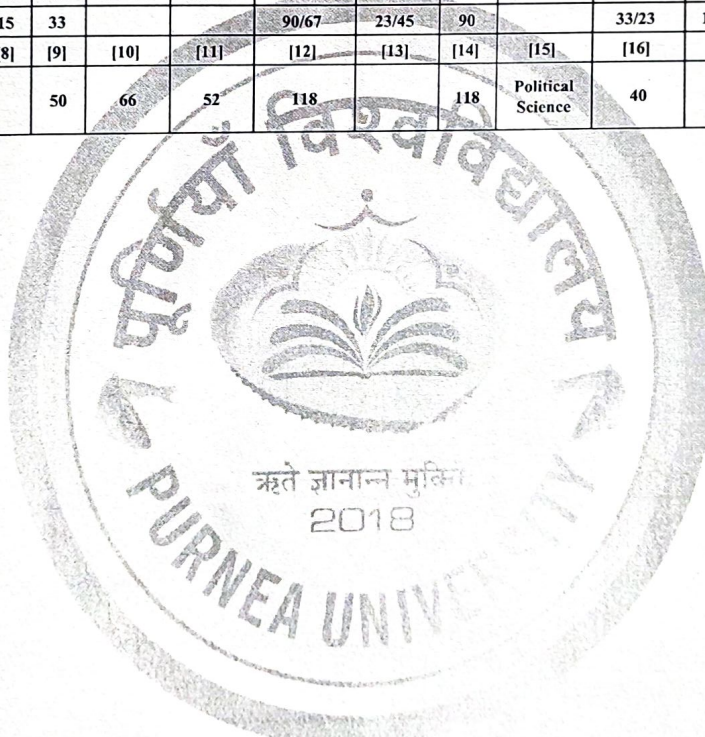 15 33 90/67 23/45 90 33/23
8] [9] [10] [11] [12] [13] [14] [15] [16]
50 66 52 118 118 Political 40
Science
पूर्णियाँ विश्वविद्यालय
ऋते ज्ञानान्न
2018
PURNEA